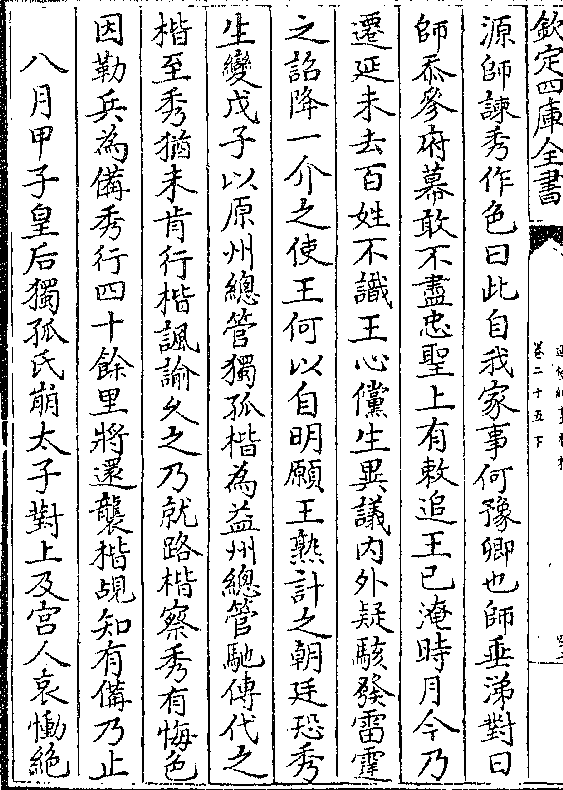 欽定四庫全書
卷二十五下
源師諫秀作色曰此自我家事何豫卿也師垂涕對曰
師忝參府幕敢不盡忠聖上有敕追王已淹時月今乃
遷延未去百姓不識王心儻生異議内外疑駭發雷霆
之詔降一介之使王何以自明願王熟計之朝廷恐秀
生變戊子以原州總管獨孤楷為益州總管馳傳代之
楷至秀猶未肯行楷諷諭久之乃就路楷察秀有悔色
因勒兵為備秀行四十餘里將還襲楷覘知有備乃止
八月甲子皇后獨孤氏崩太子對上及宮人哀慟絶